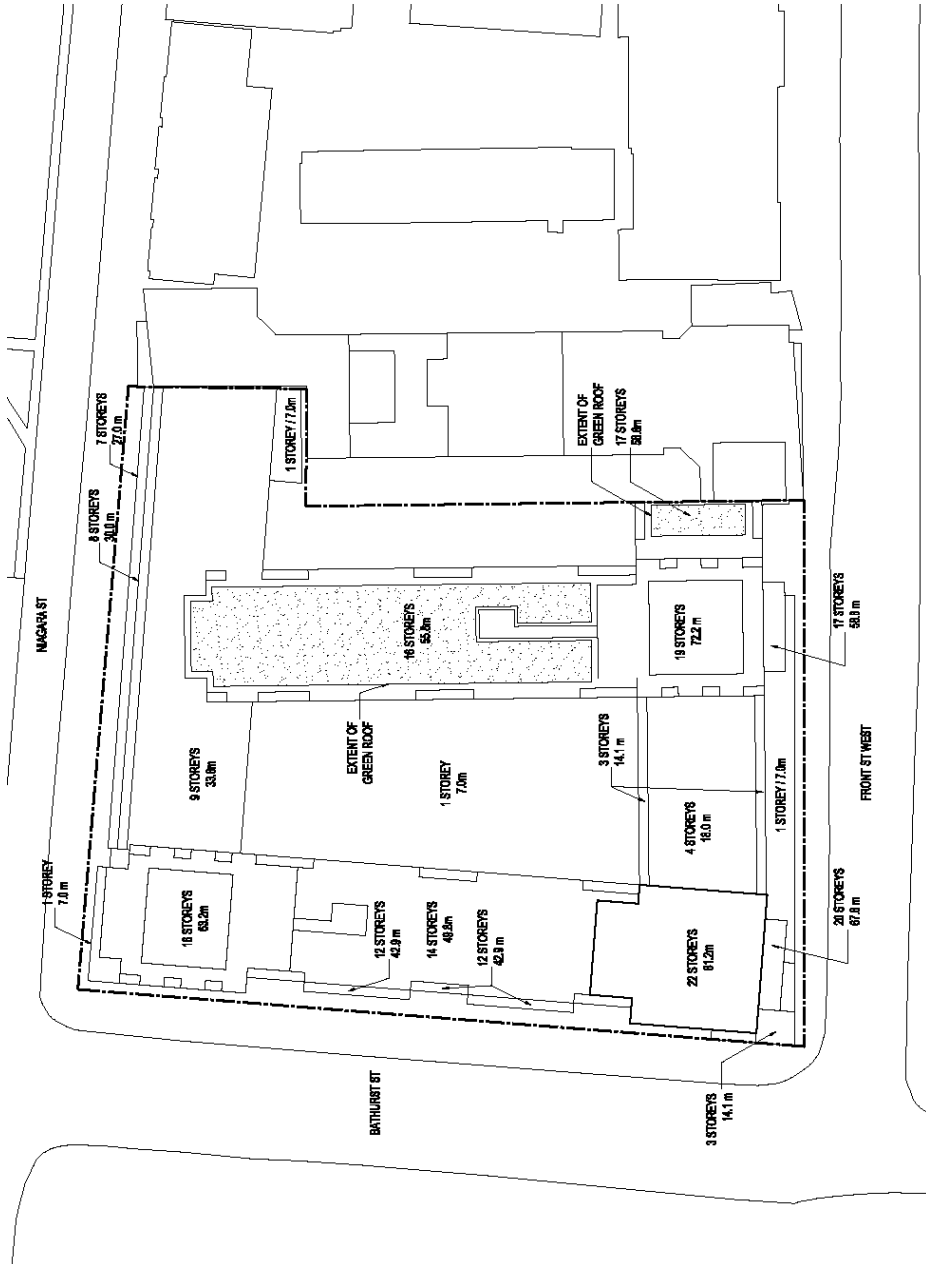 NIAGARA ST
1 STOREY
7.0 m
8 STOREYS
30.0 m
7 STOREYS
27.0 m
18 STOREYS
63.2m
9 STOREYS
33.8m
1 STOREY / 7.0m
EXTENT OF
GREEN ROOF
16 STOREYS
55.8m
BATHURST ST
12 STOREYS
42.9 m
14 STOREYS
49.8m
12 STOREYS
42.9 m
1 STOREY
7.0m
EXTENT OF
GREEN ROOF
17 STOREYS
58.8m
3 STOREYS
14.1 m
22 STOREYS
81.2m
4 STOREYS
18.0 m
19 STOREYS
72.2 m
3 STOREYS
14.1 m
1 STOREY / 7.0m
20 STOREYS
67.8 m
17 STOREYS
58.8 m
FRONT ST WEST